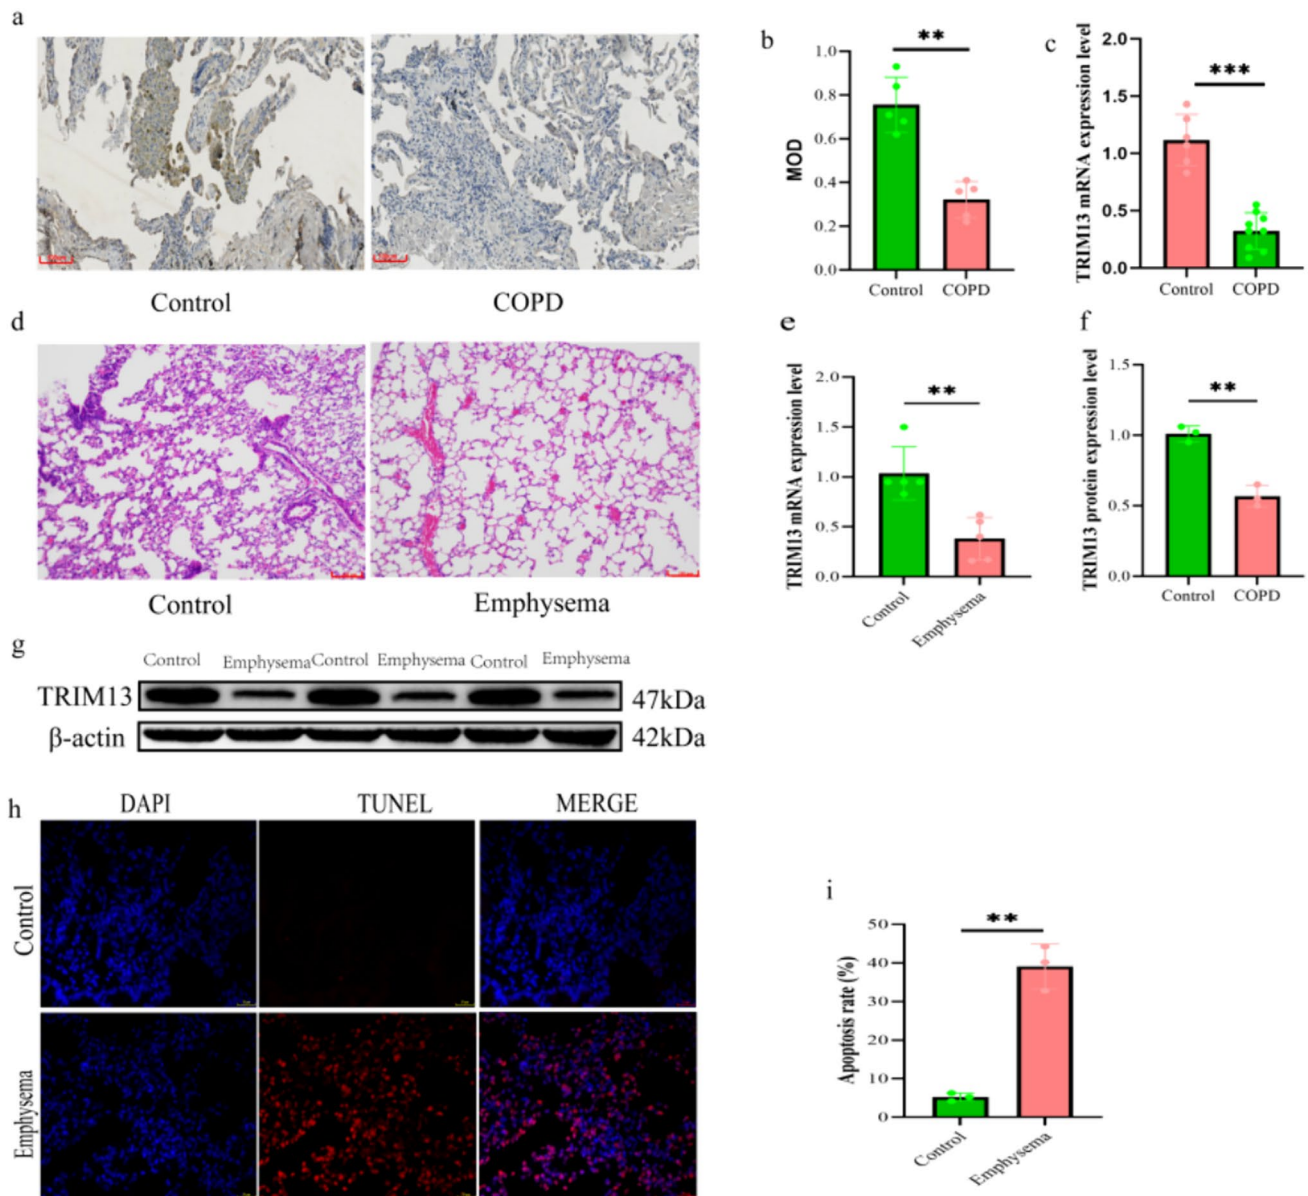 a
Control
COPD
b
MOD
1.0
0.8
0.6
0.4
0.2
0.0
**
Control
COPD
c
TRIM13 mRNA expression level
2.0
1.5
1.0
0.5
0.0
***
Control
COPD
d
Control
Emphysema
e
TRIM13 mRNA expression level
2.0
1.5
1.0
0.5
0.0
**
Control
Emphysema
f
TRIM13 protein expression level
1.5
1.0
0.5
0.0
**
Control
COPD
g
Control Emphysema Control Emphysema Control Emphysema
TRIM13 47kDa
β-actin 42kDa
h
DAPI TUNEL MERGE
Control
Emphysema
i
Apoptosis rate (%)
50
40
30
20
10
0
**
Control
Emphysema